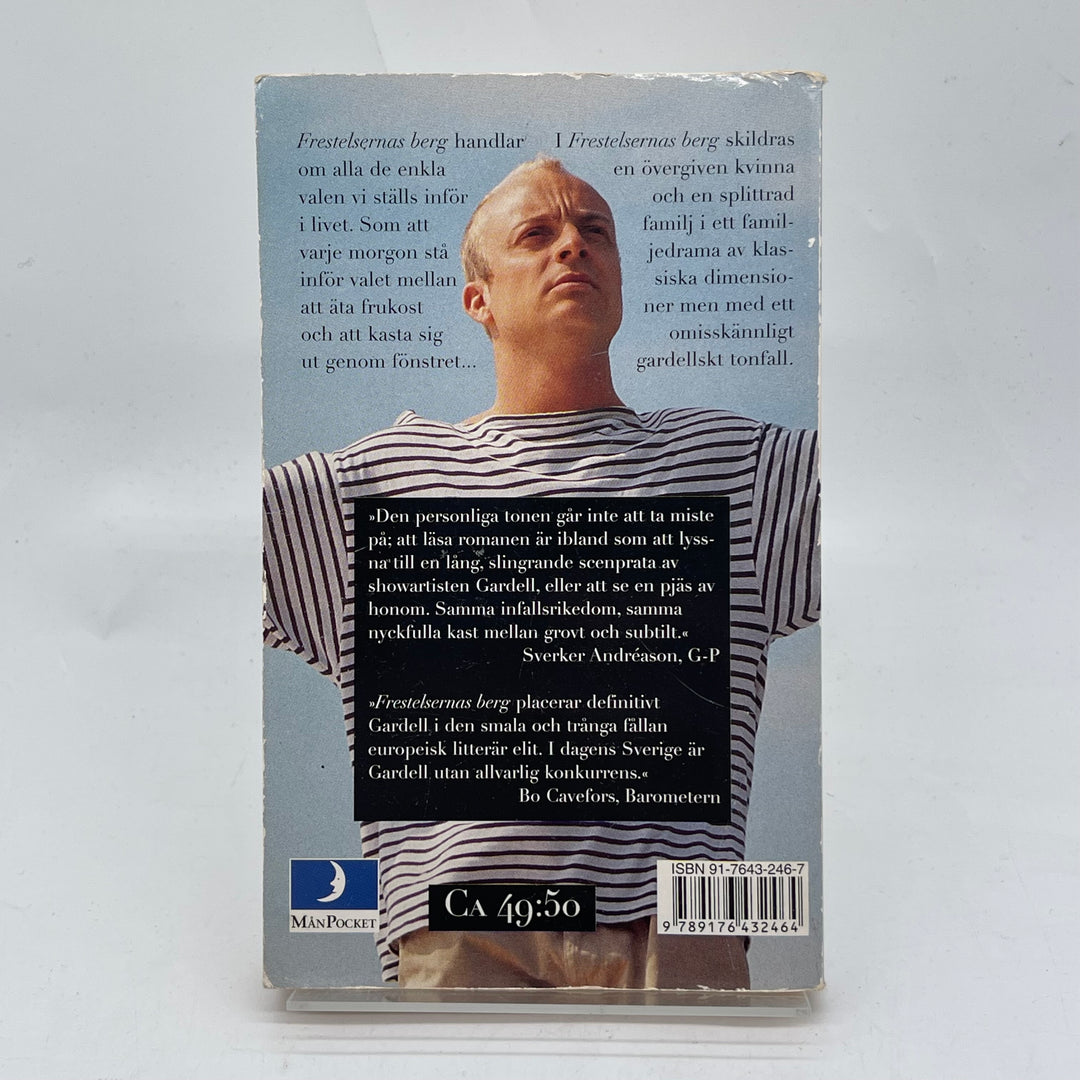 Frestelsernas berg handlar
om alla de enkla
valen vi ställs inför
i livet. Som att
varje morgon stå
inför valet mellan
att äta frukost
och att kasta sig
ut genom fönstret...
I Frestelsernas berg skildras
en övergiven kvinna
och en splittrad
familj i ett famil-
jedrama av klas-
siska dimensio-
ner men med ett
omisskännligt
gardellskt tonfall.
»Den personliga tonen går inte att ta miste
på; att läsa romanen är ibland som att lyss-
na till en lång, slingrande scenprata av
showartisten Gardell, eller att se en pjäs av
honom. Samma infallsrikedom, samma
nyckfulla kast mellan grovt och subtilt.«
Sverker Andréason, G-P
»Frestelsernas berg placerar definitivt
Gardell i den smala och trånga fållan
europeisk litterär elit. I dagens Sverige är
Gardell utan allvarlig konkurrens.«
Bo Cavefors, Barometern
MÅNPOCKET
CA 49:50
ISBN 91-7643-246-7
9 789176 432464